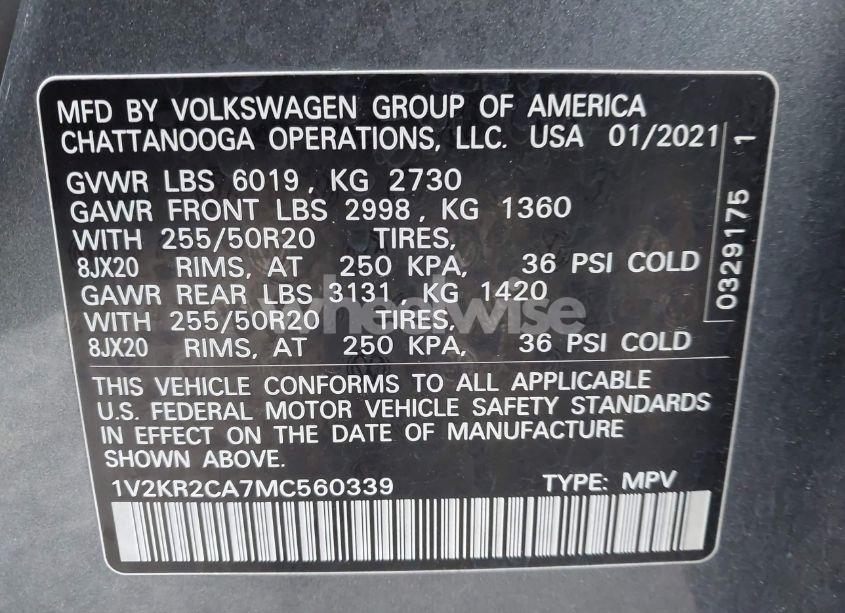 MFD BY VOLKSWAGEN GROUP OF AMERICA
CHATTANOOGA OPERATIONS, LLC. USA 01/2021
GVWR LBS 6019, KG 2730
GAWR FRONT LBS 2998, KG 1360
WITH 255/50R20 TIRES,
8JX20 RIMS, AT 250 KPA, 36 PSI COLD
GAWR REAR LBS 3131, KG 1420
WITH 255/50R20 TIRES,
8JX20 RIMS, AT 250 KPA, 36 PSI COLD
THIS VEHICLE CONFORMS TO ALL APPLICABLE
U.S. FEDERAL MOTOR VEHICLE SAFETY STANDARDS
IN EFFECT ON THE DATE OF MANUFACTURE
SHOWN ABOVE.
1V2KR2CA7MC560339 TYPE: MPV
0329175 1
wheelwise